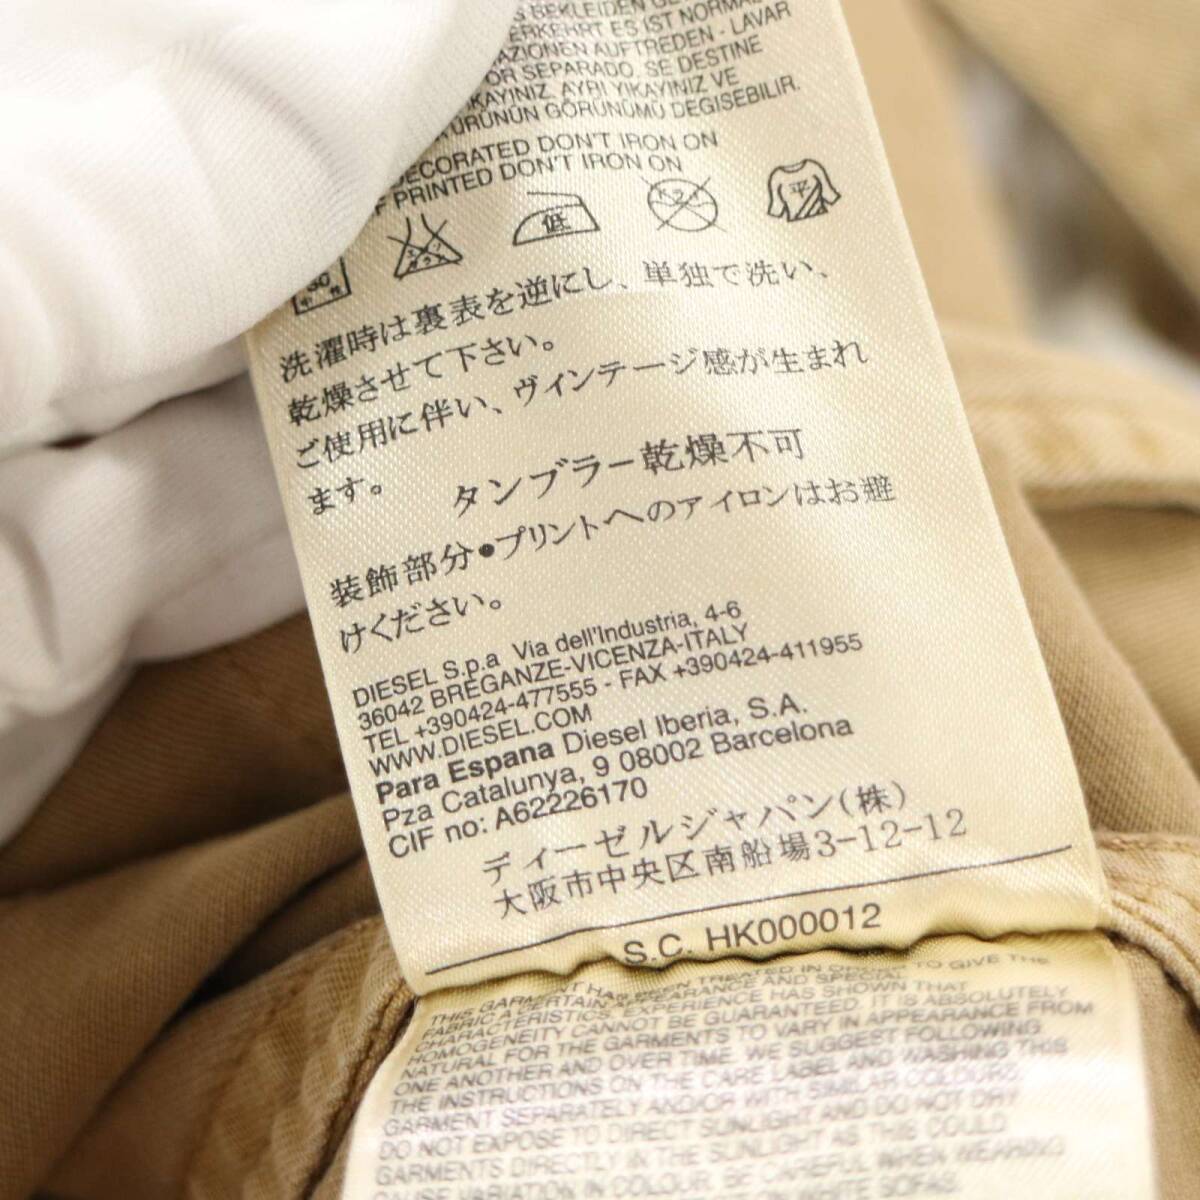 BEKLEIDEN
ERKEHRT ES IST NORMAL
AZIONEN AUFTREDEN - LAVAR
OR SEPARADO. SE DESTINE
IKAYINIZ. AYRI YIKAYINIZ VE
ÜRÜNÜN GÖRÜNÜMÜ DEGISEBILIR.
DECORATED DON'T IRON ON
F PRINTED DON'T IRON ON
低 ドライ 平
洗濯時は裏表を逆にし、単独で洗い、
乾燥させて下さい。
ご使用に伴い、ヴィンテージ感が生まれ
ます。 タンブラー乾燥不可
装飾部分・プリントへのアイロンはお避
けください。
DIESEL S.p.a Via dell'Industria, 4-6
36042 BREGANZE-VICENZA-ITALY
TEL +390424-477555 - FAX +390424-411955
WWW.DIESEL.COM
Para Espana Diesel Iberia, S.A.
Pza Catalunya, 9 08002 Barcelona
CIF no: A62226170
ディーゼルジャパン(株)
大阪市中央区南船場3-12-12
S.C. HK000012
THIS GARMENT HAS BEEN TREATED IN ORDER TO GIVE THE
FABRIC A CERTAIN APPEARANCE AND SPECIAL
CHARACTERISTICS. EXPERIENCE HAS SHOWN THAT
HOMOGENEITY CANNOT BE GUARANTEED. IT IS ABSOLUTELY
NATURAL FOR THE GARMENTS TO VARY IN APPEARANCE FROM
ONE ANOTHER AND OVER TIME. WE SUGGEST FOLLOWING
THE INSTRUCTIONS ON THE CARE LABEL AND WASHING THIS
GARMENT SEPARATELY AND/OR WITH SIMILAR COLOURS.
DO NOT EXPOSE TO DIRECT SUNLIGHT AND DO NOT DRY
GARMENTS DIRECTLY IN SUNLIGHT AS THIS COULD
CAUSE VARIATION BE CAREFUL WHEN WEARING
WHITE SOFAS.